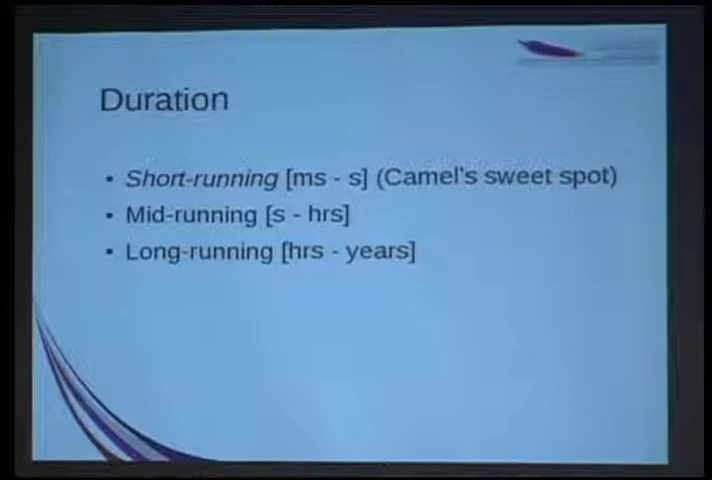 Duration
• Short-running [ms - s] (Camel's sweet spot)
• Mid-running [s - hrs]
• Long-running [hrs - years]